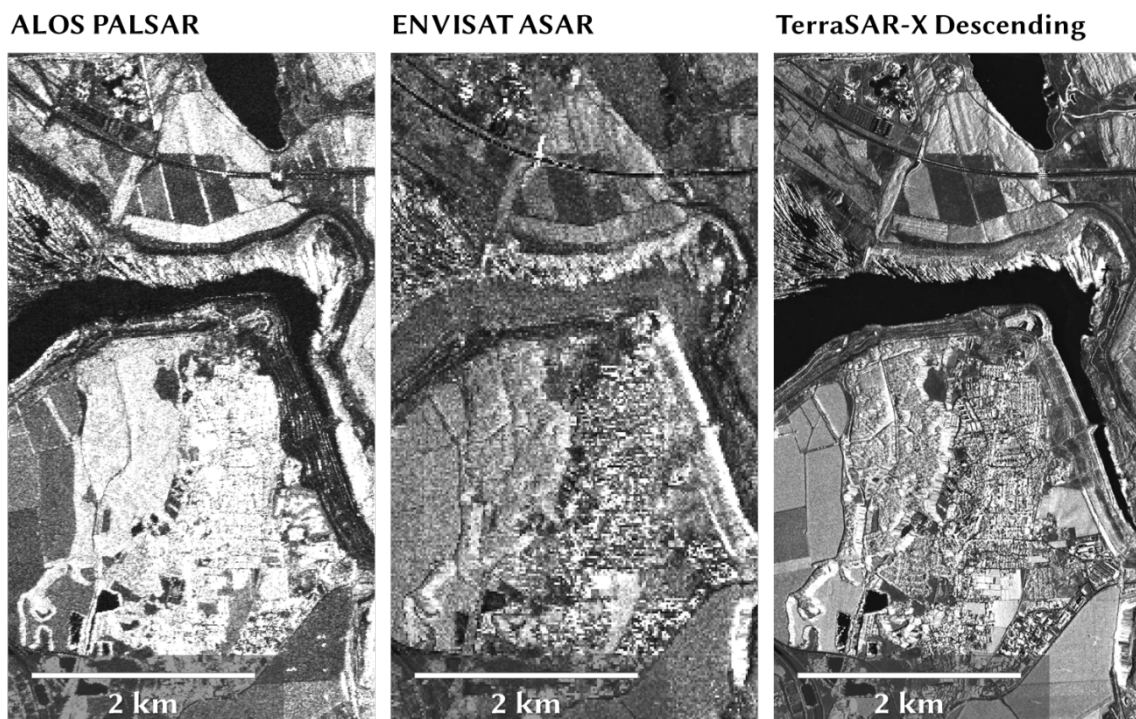 ALOS PALSAR
ENVISAT ASAR
TerraSAR-X Descending
2 km
2 km
2 km